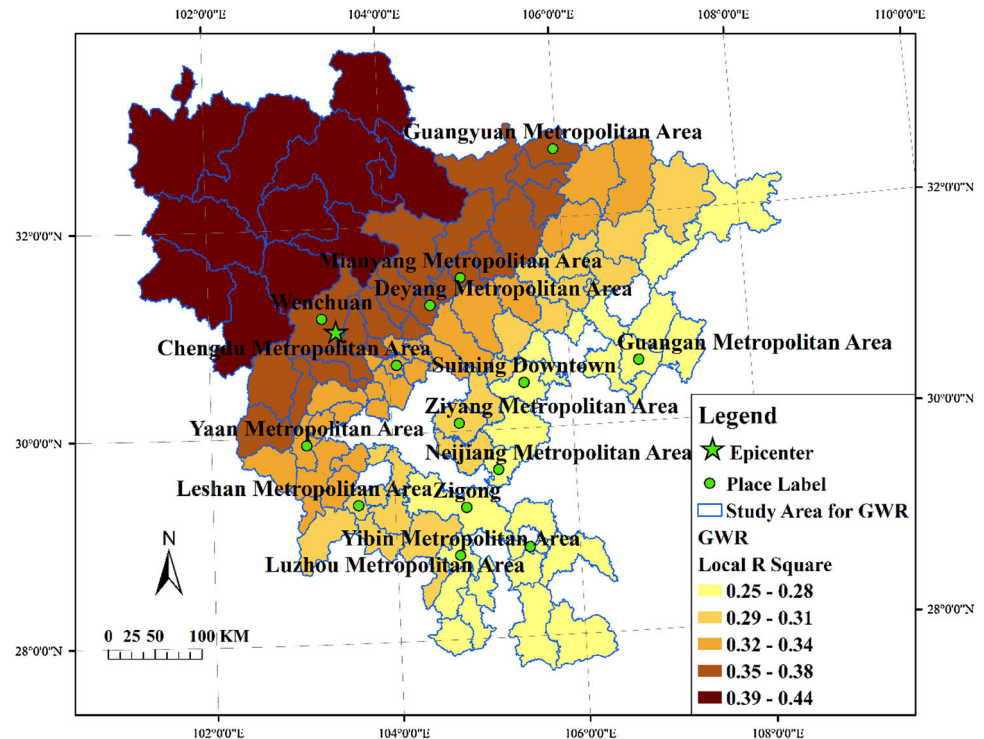 102°0'0"E
104°0'0"E
106°0'0"E
108°0'0"E
110°0'0"E
Guangyuan Metropolitan Area
32°0'0"N
32°0'0"N
Mianyang Metropolitan Area
Deyang Metropolitan Area
Wenchuan
Chengdu Metropolitan Area
Guangan Metropolitan Area
Suining Downtown
Ziyang Metropolitan Area
30°0'0"N
Yaan Metropolitan Area
30°0'0"N
Neijiang Metropolitan Area
Leshan Metropolitan Area
Zigong
Yibin Metropolitan Area
Luzhou Metropolitan Area
Legend
Epicenter
Place Label
Study Area for GWR
GWR
Local R Square
0.25 - 0.28
0.29 - 0.31
0.32 - 0.34
0.35 - 0.38
0.39 - 0.44
N
0 25 50 100 KM
28°0'0"N
28°0'0"N
102°0'0"E
104°0'0"E
106°0'0"E
108°0'0"E